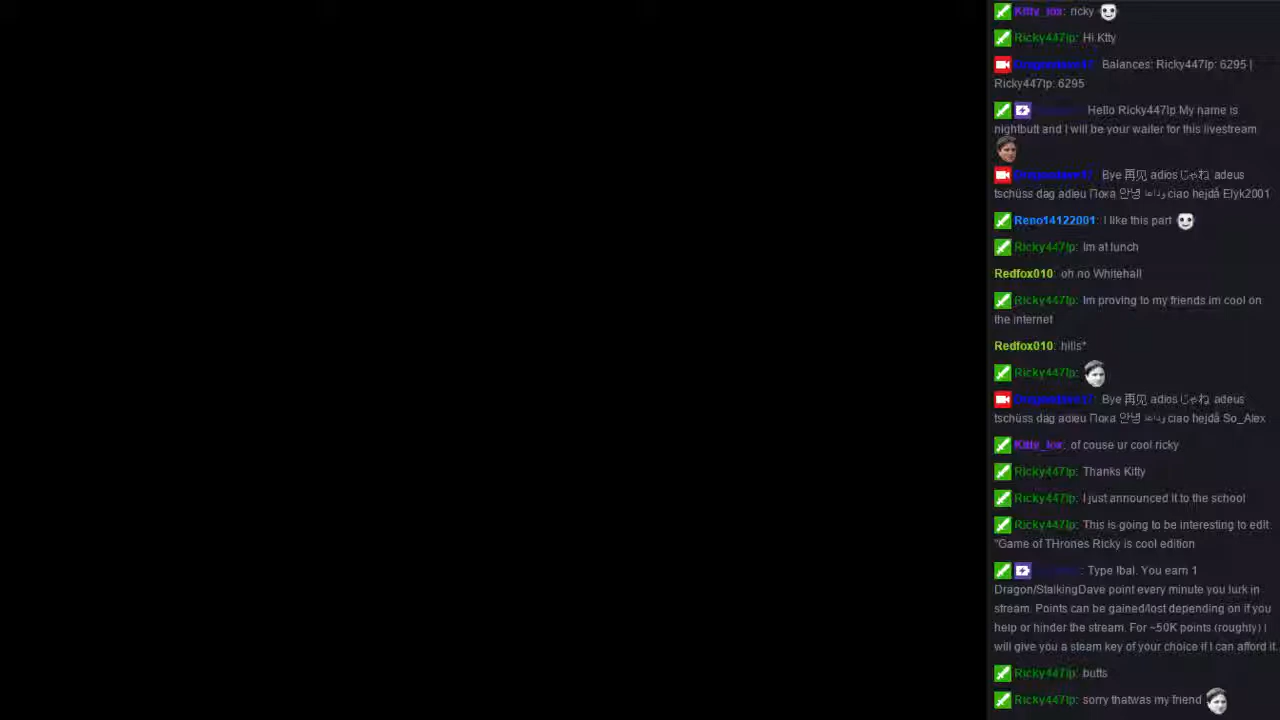 Kitty_lox: ricky
Ricky447lp: Hi Ktty
Dragondave47: Balances: Ricky447lp: 6295 |
Ricky447lp: 6295
Hello Ricky447lp My name is
nightbutt and I will be your waiter for this livestream
Dragondave47: Bye 再见 adios じゃね adeus
tschüss dag adieu Пока 안녕 ciao hejdå Elyk2001
Reno14122001: I like this part
Ricky447lp: Im at lunch
Redfox010: oh no Whitehall
Ricky447lp: Im proving to my friends im cool on
the internet
Redfox010: hills*
Ricky447lp:
Dragondave47: Bye 再见 adios じゃね adeus
tschüss dag adieu Пока 안녕 ciao hejdå So_Alex
Kitty_lox: of couse ur cool ricky
Ricky447lp: Thanks Kitty
Ricky447lp: I just announced it to the school
Ricky447lp: This is going to be interesting to edit:
"Game of THrones Ricky is cool edition
: Type !bal. You earn 1
Dragon/StalkingDave point every minute you lurk in
stream. Points can be gained/lost depending on if you
help or hinder the stream. For ~50K points (roughly) I
will give you a steam key of your choice if I can afford it.
Ricky447lp: butts
Ricky447lp: sorry thatwas my friend